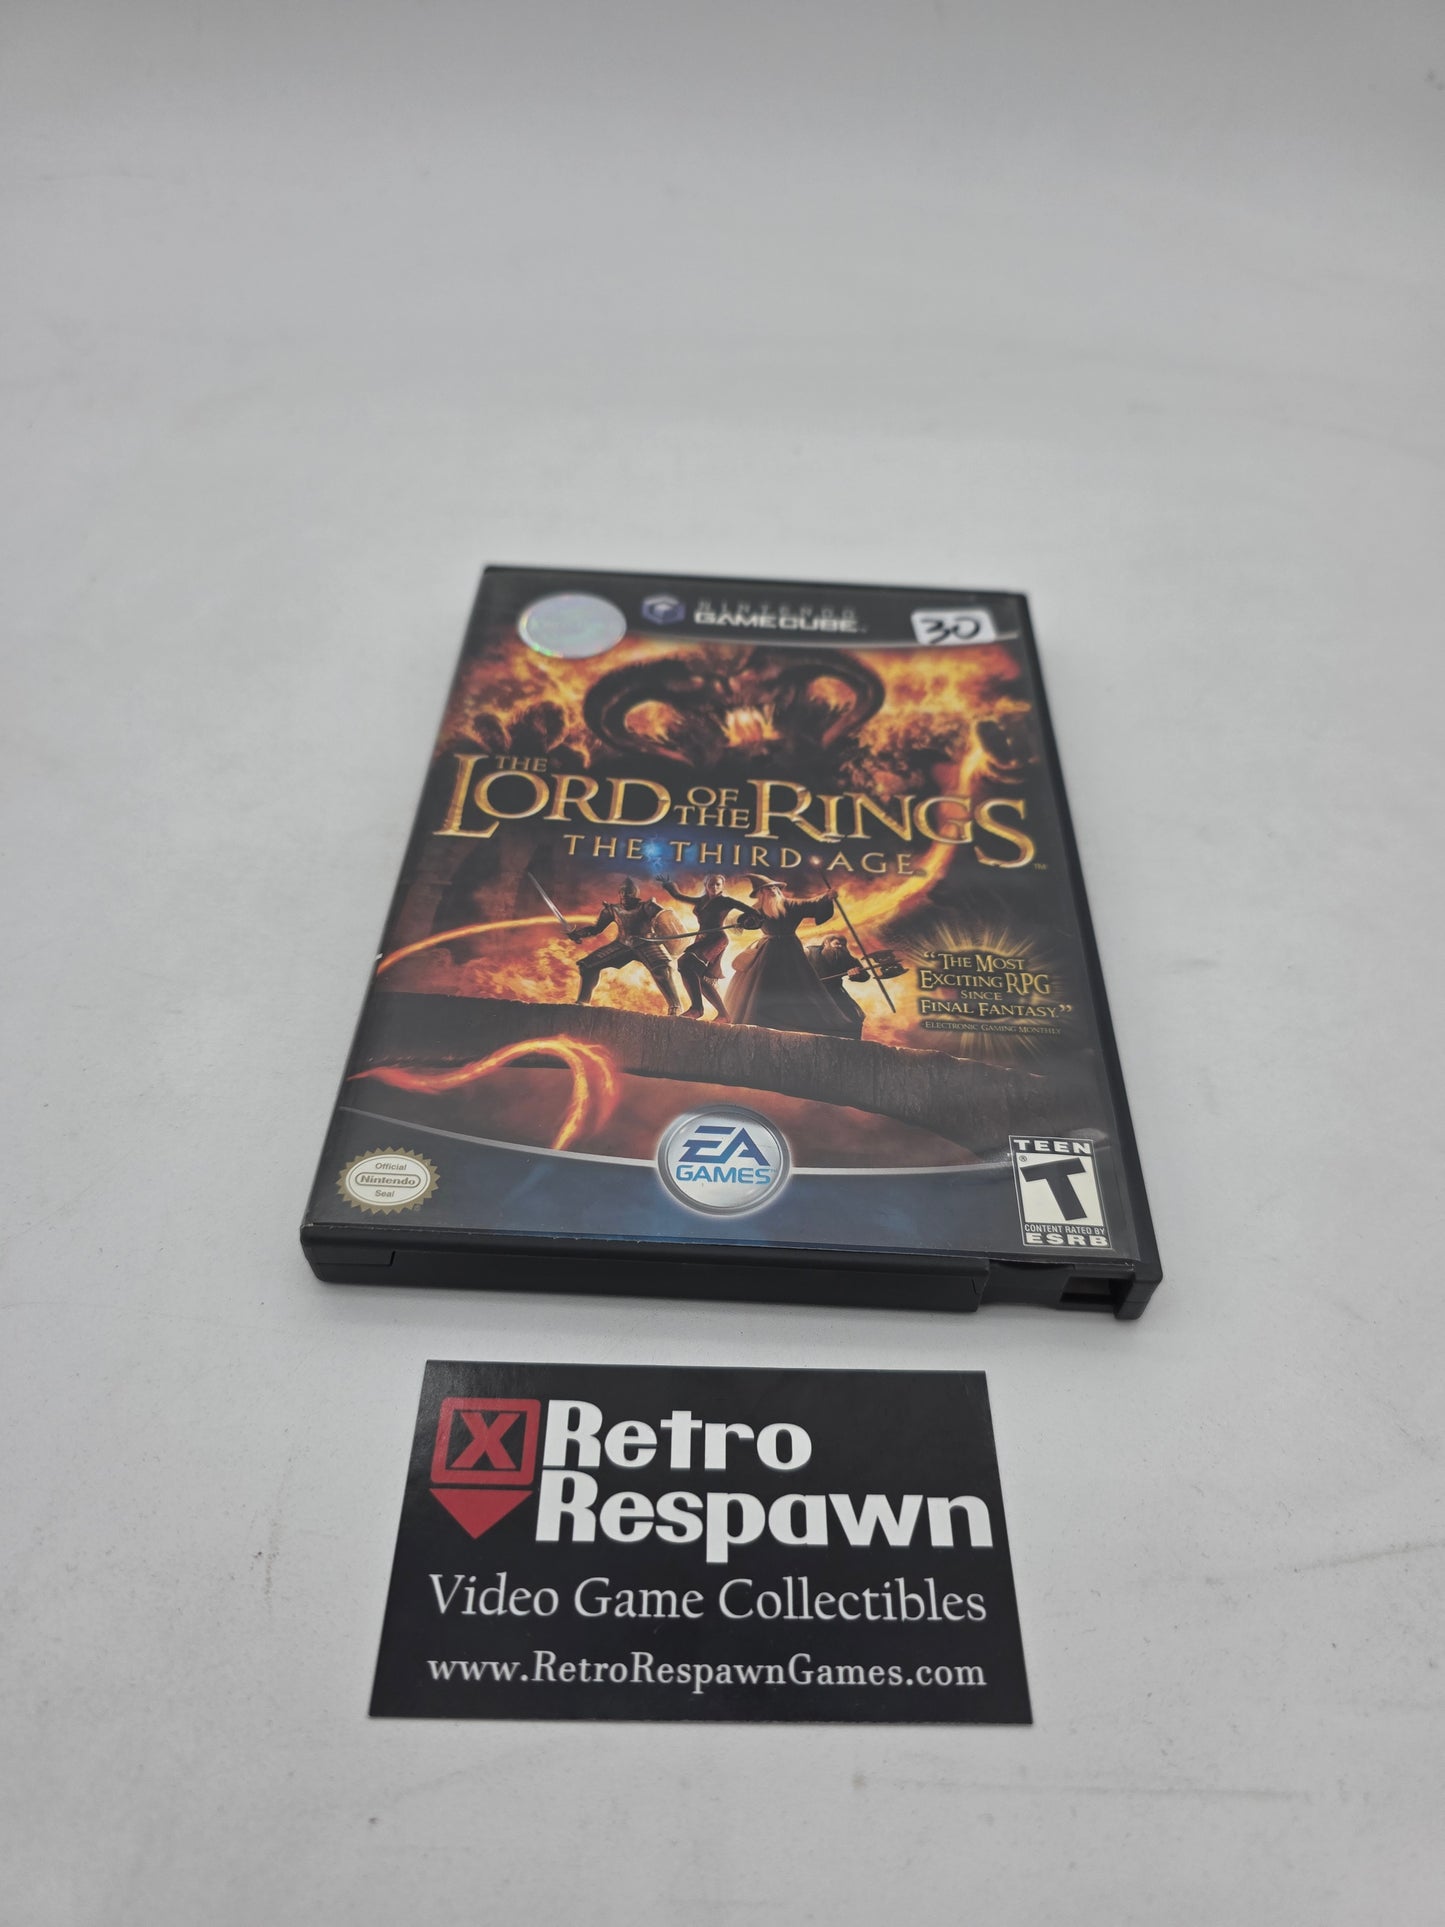 NINTENDO
GAMECUBE
30
THE
LORD OF THE RINGS
THE THIRD AGE
"THE MOST
EXCITING RPG
SINCE
FINAL FANTASY."
ELECTRONIC GAMING MONTHLY
EA
GAMES
Official
Nintendo
Seal
TEEN
T
CONTENT RATED BY
ESRB
X
Retro
Respawn
Video Game Collectibles
www.RetroRespawnGames.com